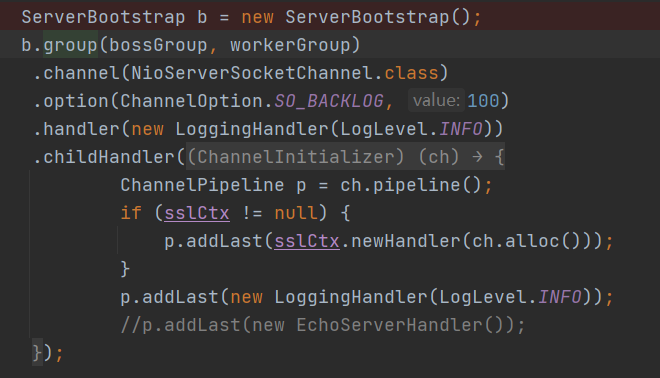 ServerBootstrap b = new ServerBootstrap();
b.group(bossGroup, workerGroup)
.channel(NioServerSocketChannel.class)
.option(ChannelOption.SO_BACKLOG, value: 100)
.handler(new LoggingHandler(LogLevel.INFO))
.childHandler((ChannelInitializer) (ch) → {
ChannelPipeline p = ch.pipeline();
if (sslCtx != null) {
p.addLast(sslCtx.newHandler(ch.alloc()));
}
p.addLast(new LoggingHandler(LogLevel.INFO));
//p.addLast(new EchoServerHandler());
});